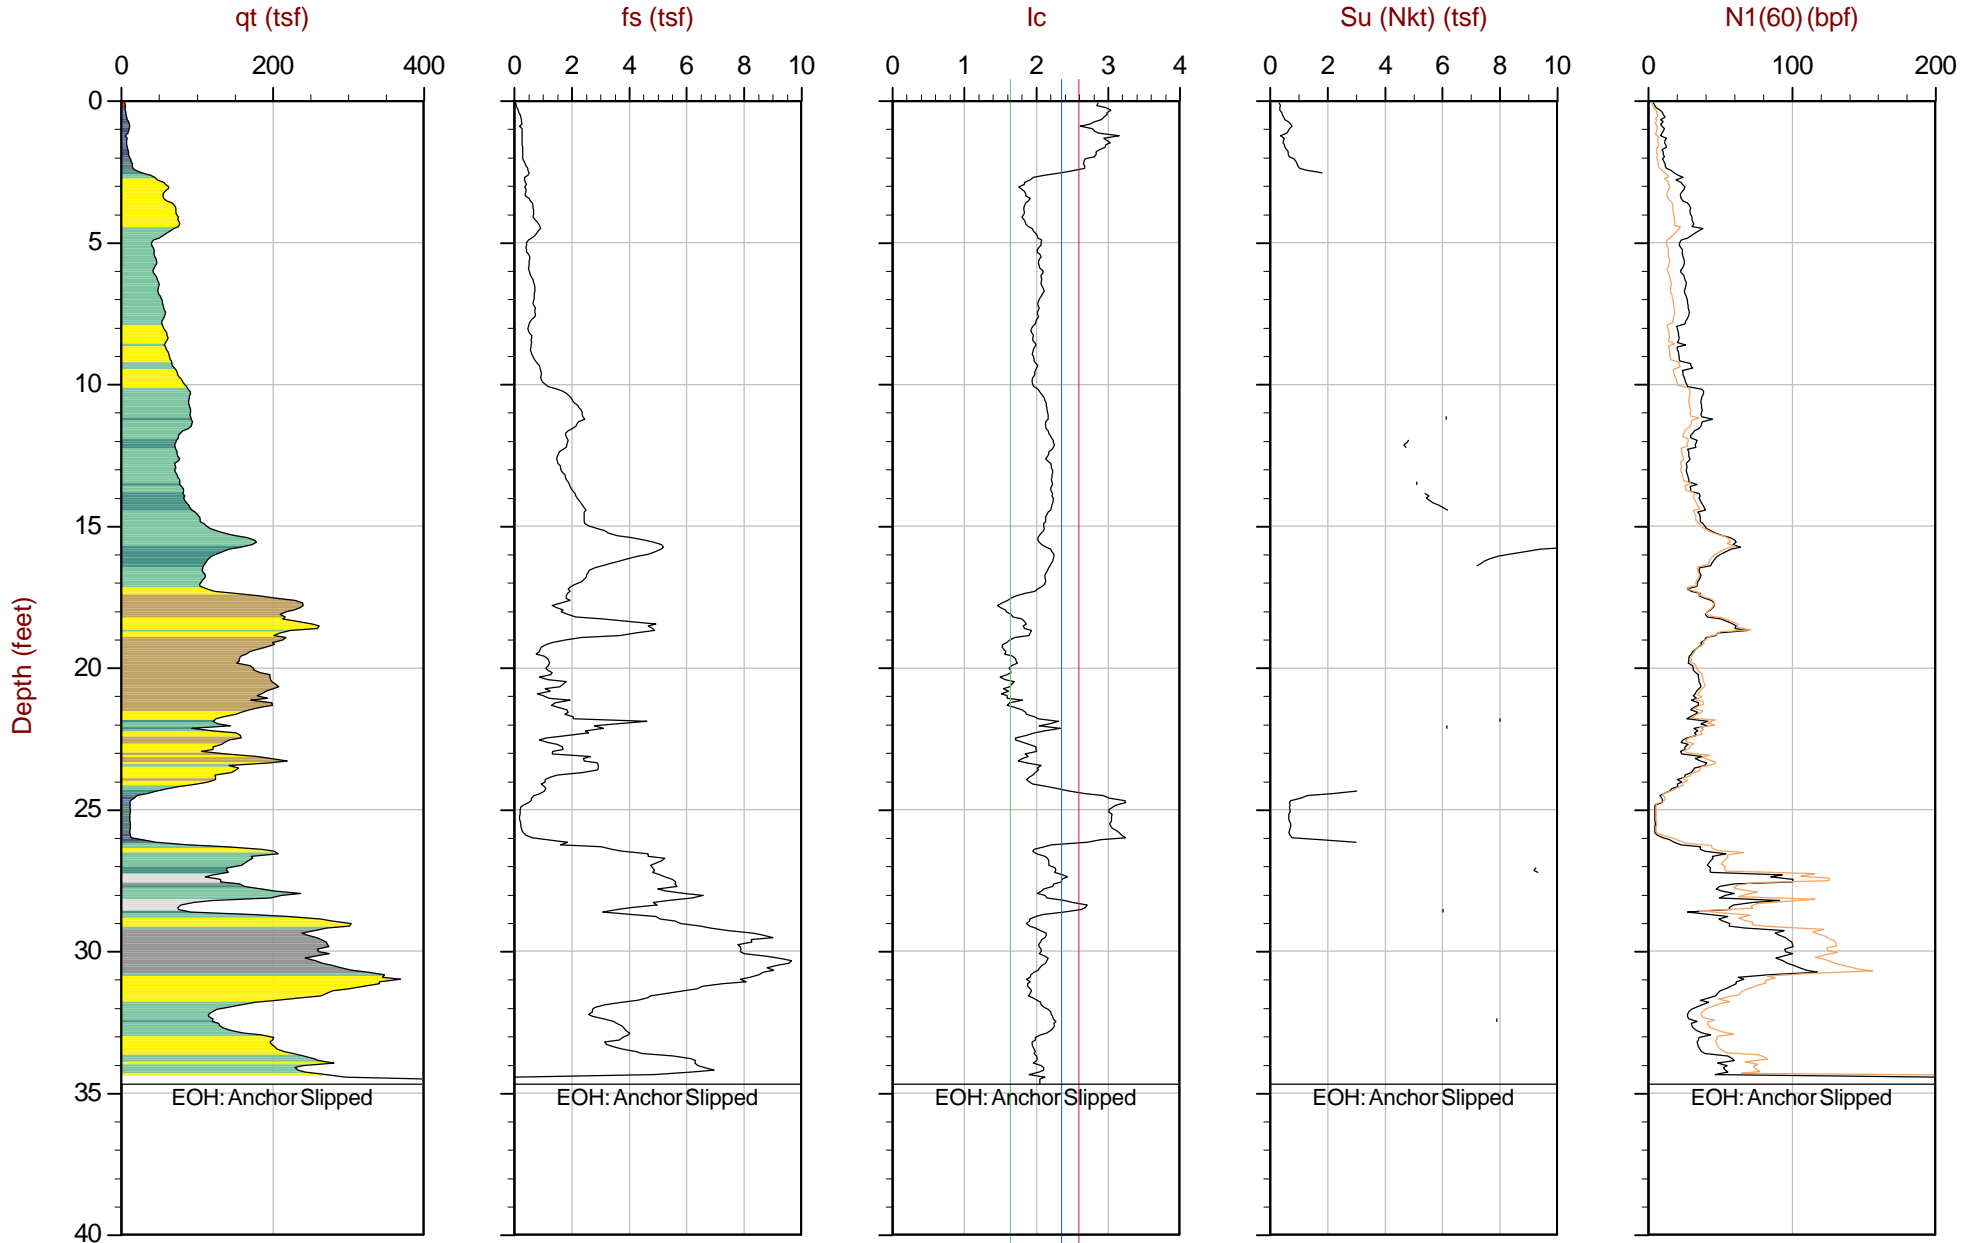 qt (tsf) fs (tsf) Ic Su (Nkt) (tsf) N1(60) (bpf)
0 200 400 0 2 4 6 8 10 0 1 2 3 4 0 2 4 6 8 10 0 100 200
0
5
10
15
20
25
30
35
40
Depth (feet)
EOH: Anchor Slipped EOH: Anchor Slipped EOH: Anchor Slipped EOH: Anchor Slipped EOH: Anchor Slipped